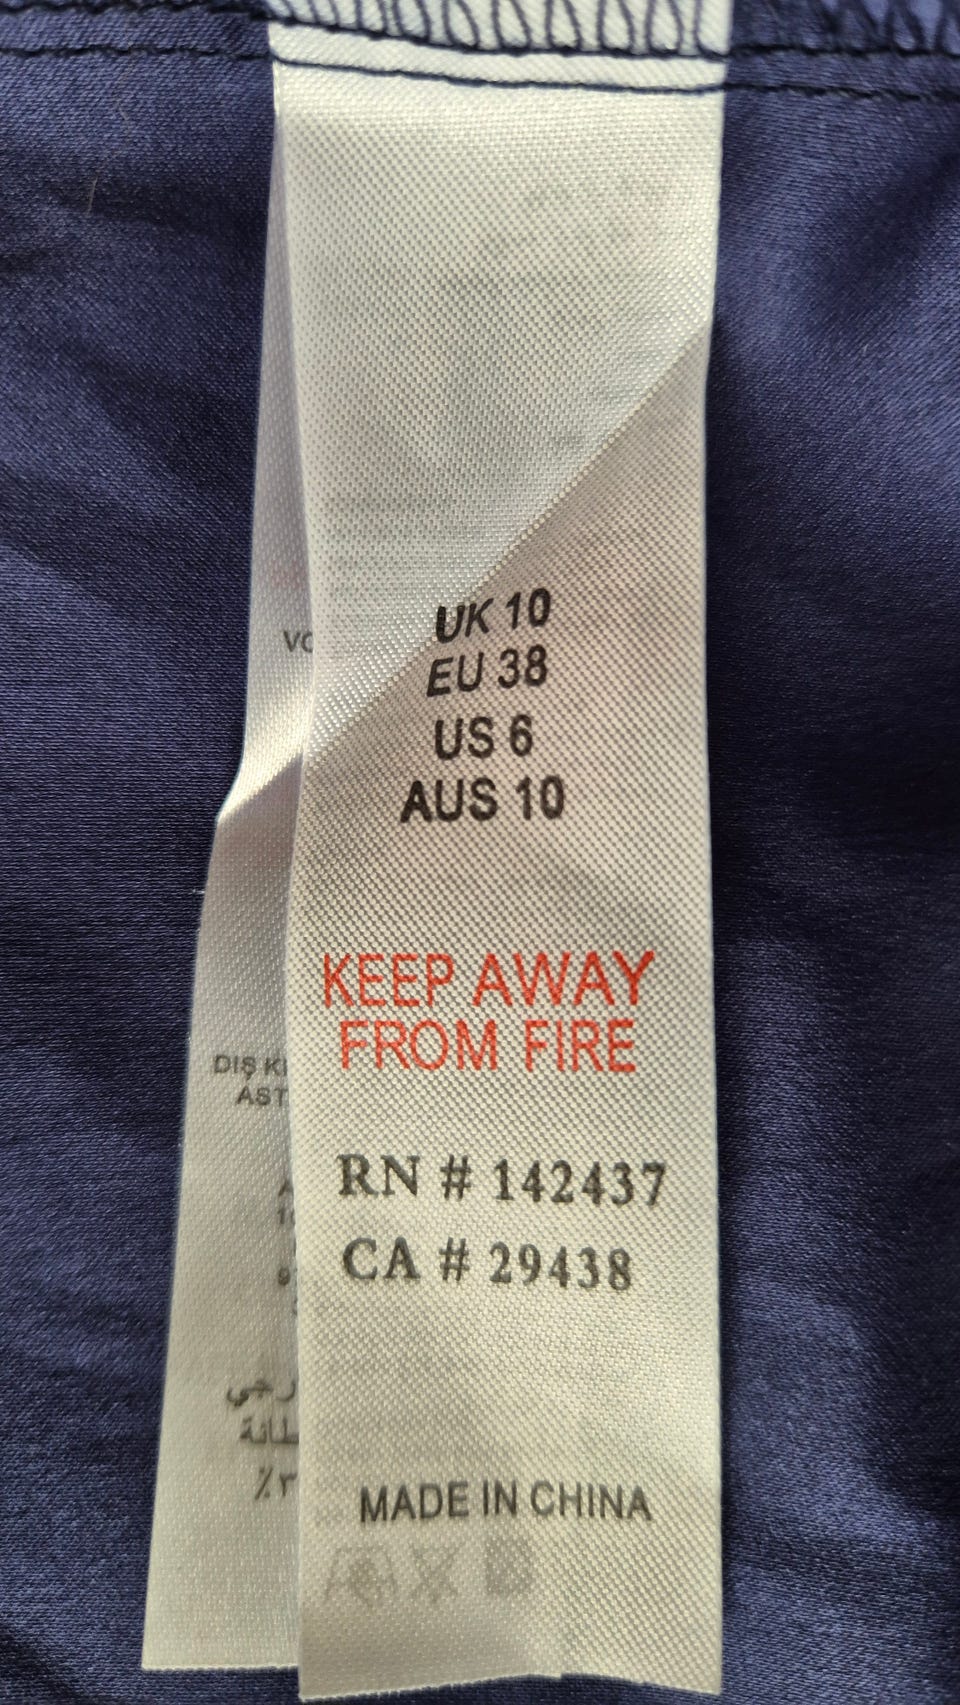 UK 10
EU 38
US 6
AUS 10
KEEP AWAY
FROM FIRE
RN # 142437
CA # 29438
MADE IN CHINA
DIŞ